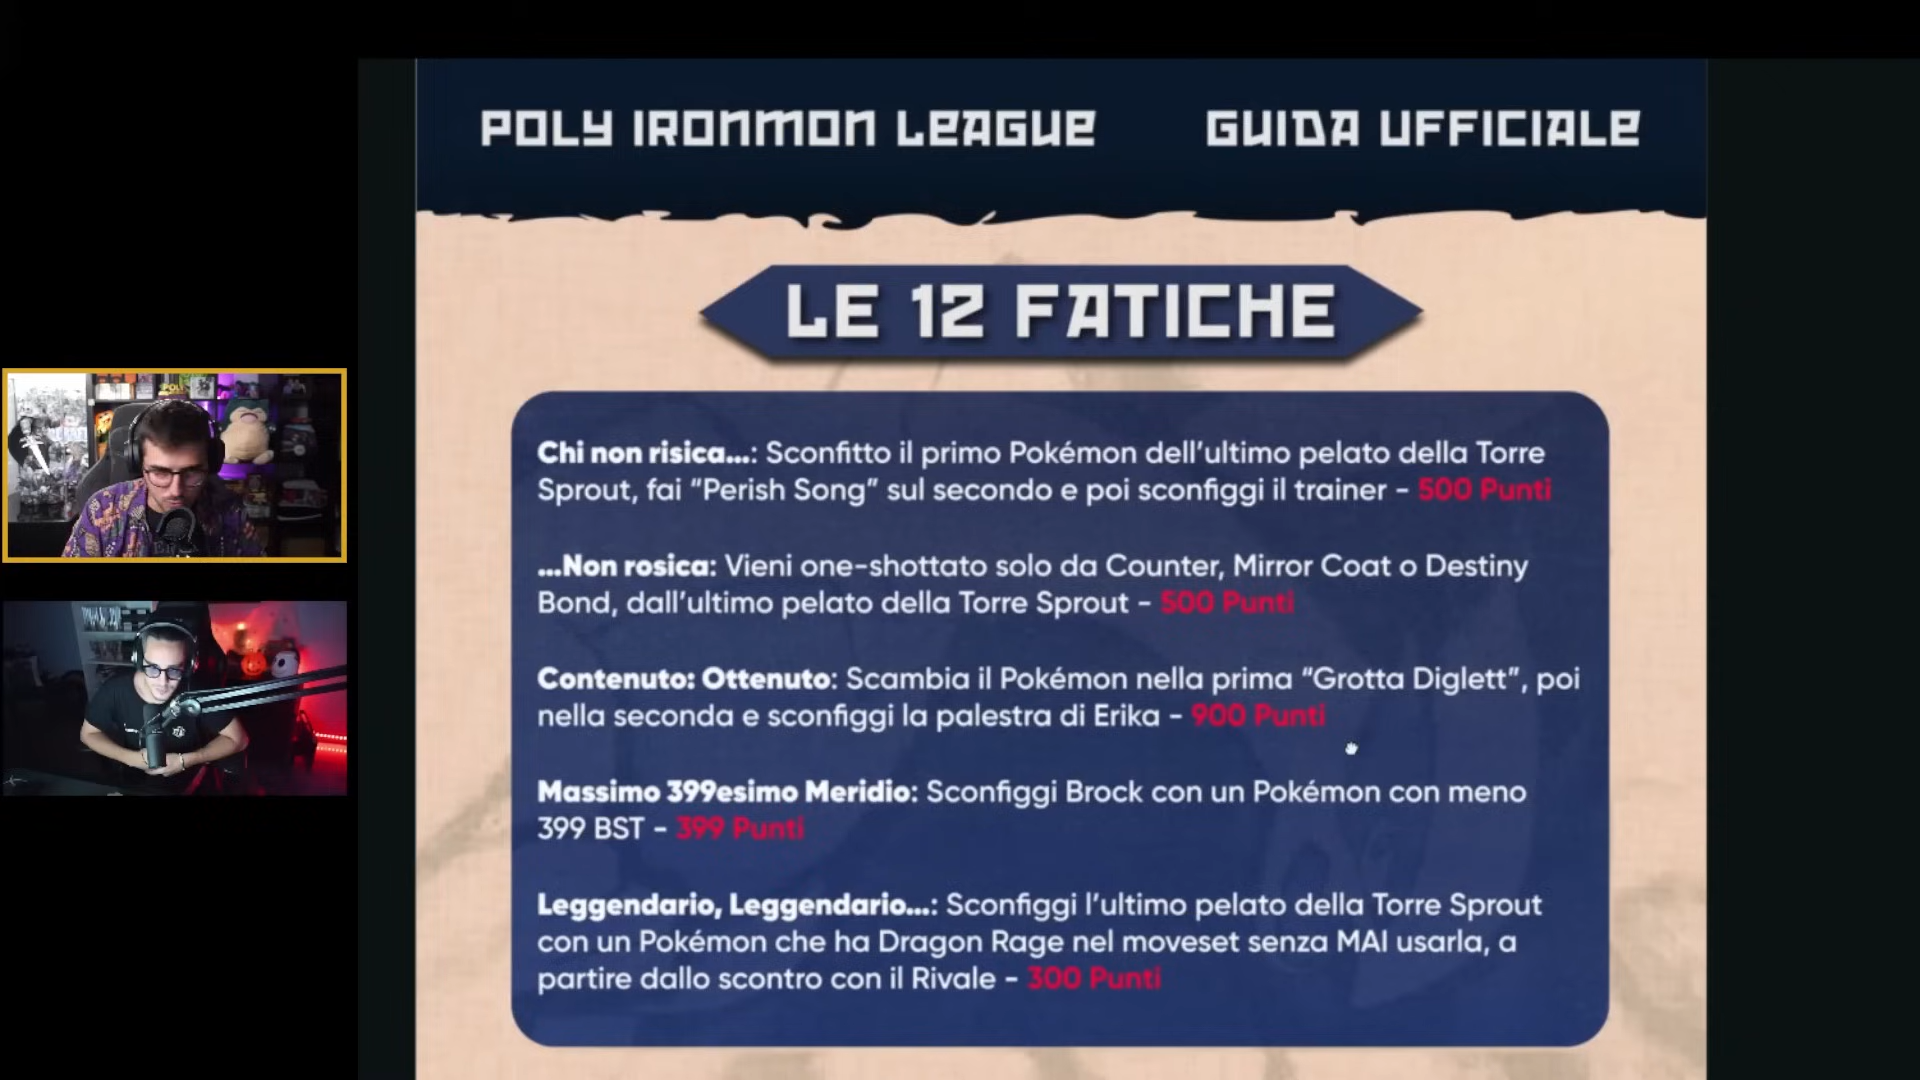 POLY IRONMON LEAGUE
GUIDA UFFICIALE
LE 12 FATICHE
Chi non risica...: Sconfitto il primo Pokémon dell'ultimo pelato della Torre
Sprout, fai “Perish Song” sul secondo e poi sconfiggi il trainer - 500 Punti
...Non rosica: Vieni one-shottato solo da Counter, Mirror Coat o Destiny
Bond, dall'ultimo pelato della Torre Sprout - 500 Punti
Contenuto: Ottenuto: Scambia il Pokémon nella prima “Grotta Diglett”, poi
nella seconda e sconfiggi la palestra di Erika - 900 Punti
Massimo 399esimo Meridio: Sconfiggi Brock con un Pokémon con meno
399 BST - 399 Punti
Leggendario, Leggendario...: Sconfiggi l'ultimo pelato della Torre Sprout
con un Pokémon che ha Dragon Rage nel moveset senza MAI usarla, a
partire dallo scontro con il Rivale - 300 Punti